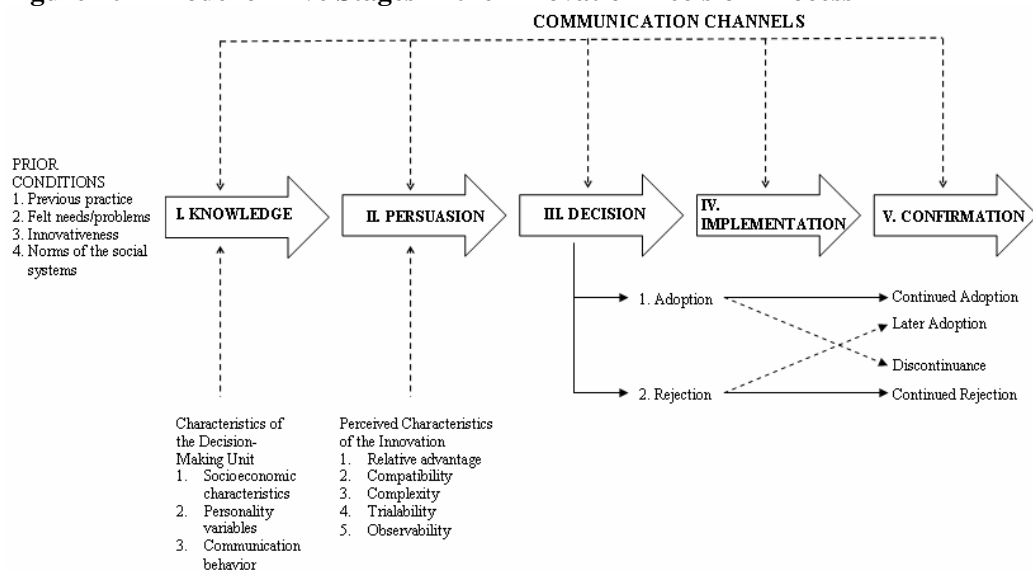 COMMUNICATION CHANNELS
PRIOR
CONDITIONS
1. Previous practice
2. Felt needs/problems
3. Innovativeness
4. Norms of the social
systems
I. KNOWLEDGE
II. PERSUASION
III. DECISION
IV.
IMPLEMENTATION
V. CONFIRMATION
1. Adoption
Continued Adoption
Later Adoption
Discontinuance
2. Rejection
Continued Rejection
Characteristics of
the Decision-
Making Unit
1. Socioeconomic
characteristics
2. Personality
variables
3. Communication
behavior
Perceived Characteristics
of the Innovation
1. Relative advantage
2. Compatibility
3. Complexity
4. Trialability
5. Observability